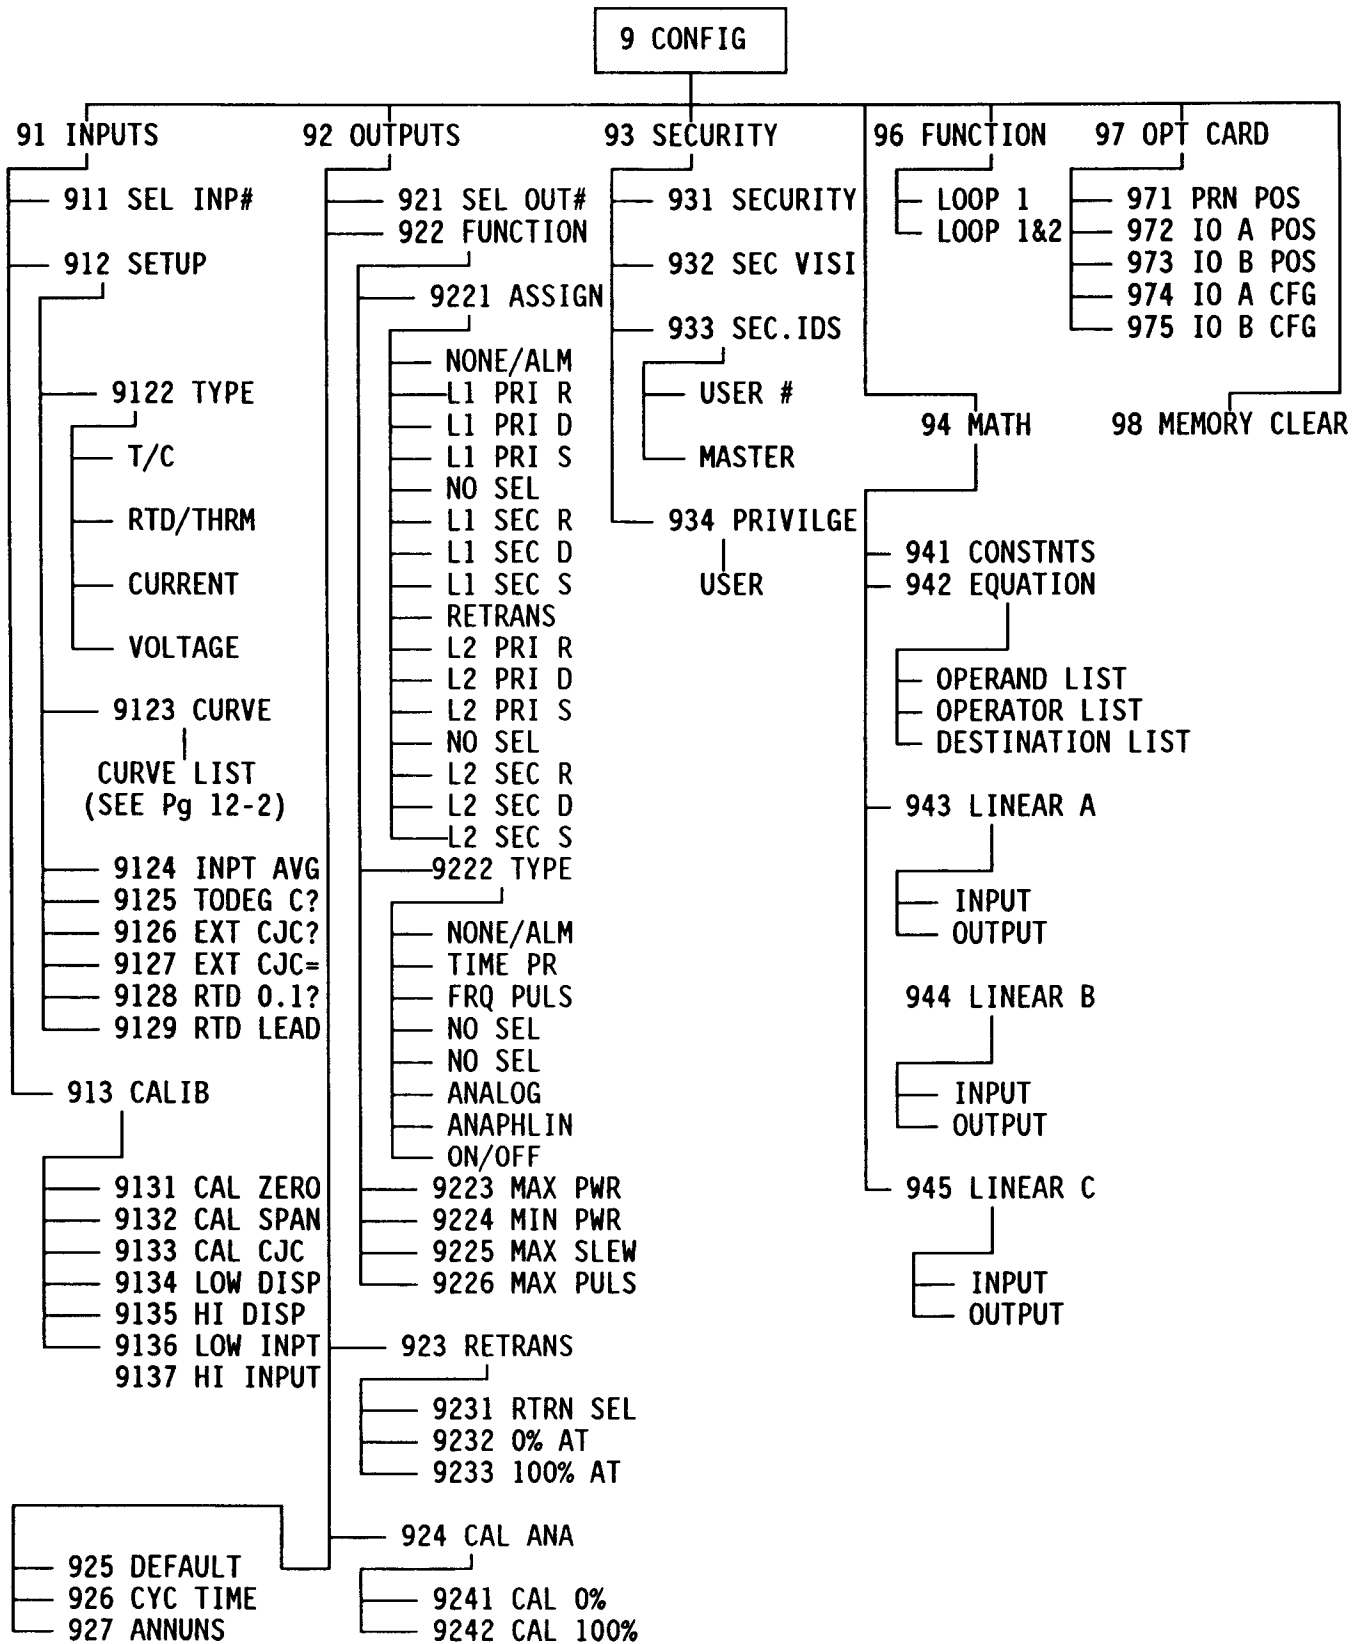 9 CONFIG
91 INPUTS
911 SEL INP#
912 SETUP
9122 TYPE
T/C
RTD/THRM
CURRENT
VOLTAGE
9123 CURVE
CURVE LIST
(SEE Pg 12-2)
9124 INPT AVG
9125 TODEG C?
9126 EXT CJC?
9127 EXT CJC=
9128 RTD 0.1?
9129 RTD LEAD
913 CALIB
9131 CAL ZERO
9132 CAL SPAN
9133 CAL CJC
9134 LOW DISP
9135 HI DISP
9136 LOW INPT
9137 HI INPUT
92 OUTPUTS
921 SEL OUT#
922 FUNCTION
9221 ASSIGN
NONE/ALM
L1 PRI R
L1 PRI D
L1 PRI S
NO SEL
L1 SEC R
L1 SEC D
L1 SEC S
RETRANS
L2 PRI R
L2 PRI D
L2 PRI S
NO SEL
L2 SEC R
L2 SEC D
L2 SEC S
9222 TYPE
NONE/ALM
TIME PR
FRQ PULS
NO SEL
NO SEL
ANALOG
ANAPHLIN
ON/OFF
9223 MAX PWR
9224 MIN PWR
9225 MAX SLEW
9226 MAX PULS
923 RETRANS
9231 RTRN SEL
9232 0% AT
9233 100% AT
924 CAL ANA
9241 CAL 0%
9242 CAL 100%
925 DEFAULT
926 CYC TIME
927 ANNUNS
93 SECURITY
931 SECURITY
932 SEC VISI
933 SEC.IDS
USER #
MASTER
934 PRIVILGE
USER
94 MATH
941 CONSTNTS
942 EQUATION
OPERAND LIST
OPERATOR LIST
DESTINATION LIST
943 LINEAR A
INPUT
OUTPUT
944 LINEAR B
INPUT
OUTPUT
945 LINEAR C
INPUT
OUTPUT
96 FUNCTION
LOOP 1
LOOP 1&2
97 OPT CARD
971 PRN POS
972 IO A POS
973 IO B POS
974 IO A CFG
975 IO B CFG
98 MEMORY CLEAR